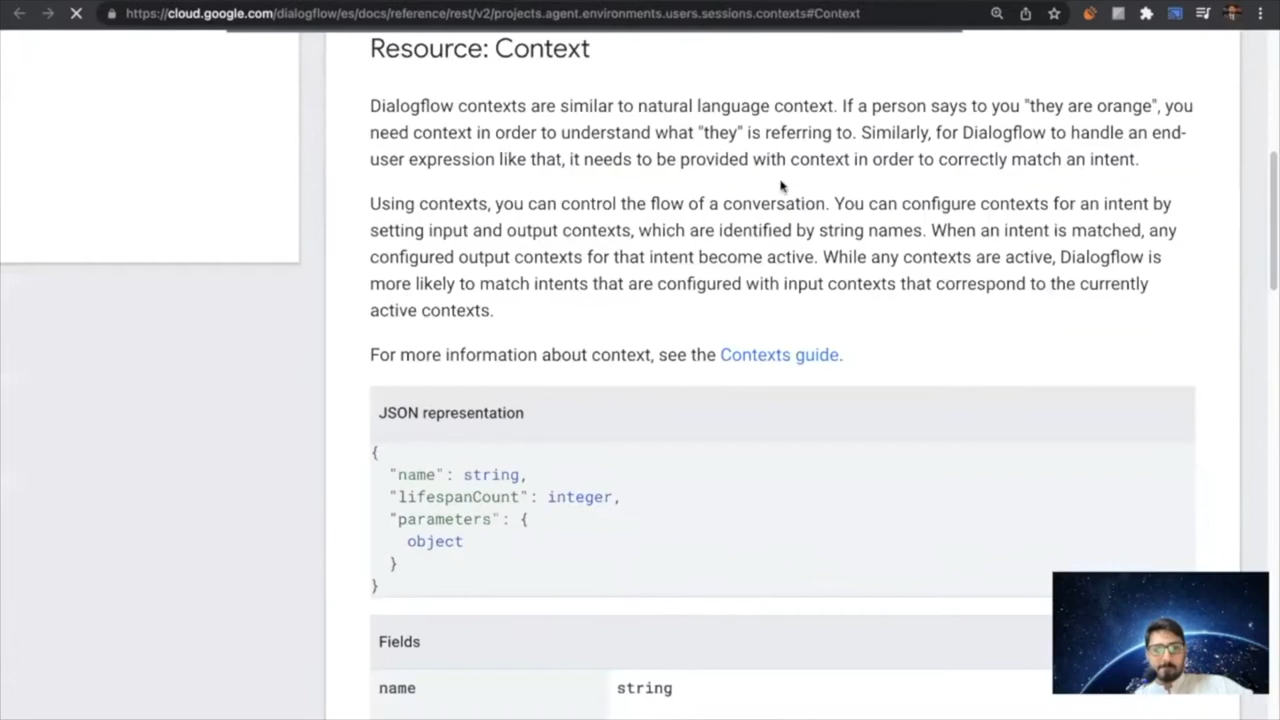 https://cloud.google.com/dialogflow/es/docs/reference/rest/v2/projects.agent.environments.users.sessions.contexts#Context
Resource: Context
Dialogflow contexts are similar to natural language context. If a person says to you "they are orange", you
need context in order to understand what "they" is referring to. Similarly, for Dialogflow to handle an end-
user expression like that, it needs to be provided with context in order to correctly match an intent.
Using contexts, you can control the flow of a conversation. You can configure contexts for an intent by
setting input and output contexts, which are identified by string names. When an intent is matched, any
configured output contexts for that intent become active. While any contexts are active, Dialogflow is
more likely to match intents that are configured with input contexts that correspond to the currently
active contexts.
For more information about context, see the Contexts guide.
JSON representation
{
"name": string,
"lifespanCount": integer,
"parameters": {
object
}
}
Fields
name string